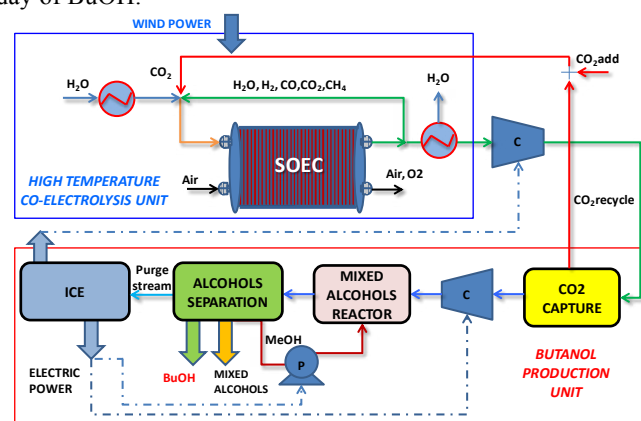 day of BuOH.
WIND POWER
CO2add
CO2
H2O
H2O, H2, CO,CO2,CH4
H2O
C
SOEC
HIGH TEMPERATURE
CO-ELECTROLYSIS UNIT
Air
Air, O2
CO2recycle
ICE
Purge
stream
ALCOHOLS
SEPARATION
MIXED
ALCOHOLS
REACTOR
C
CO2
CAPTURE
MeOH
P
ELECTRIC
POWER
BuOH
MIXED
ALCOHOLS
BUTANOL
PRODUCTION
UNIT